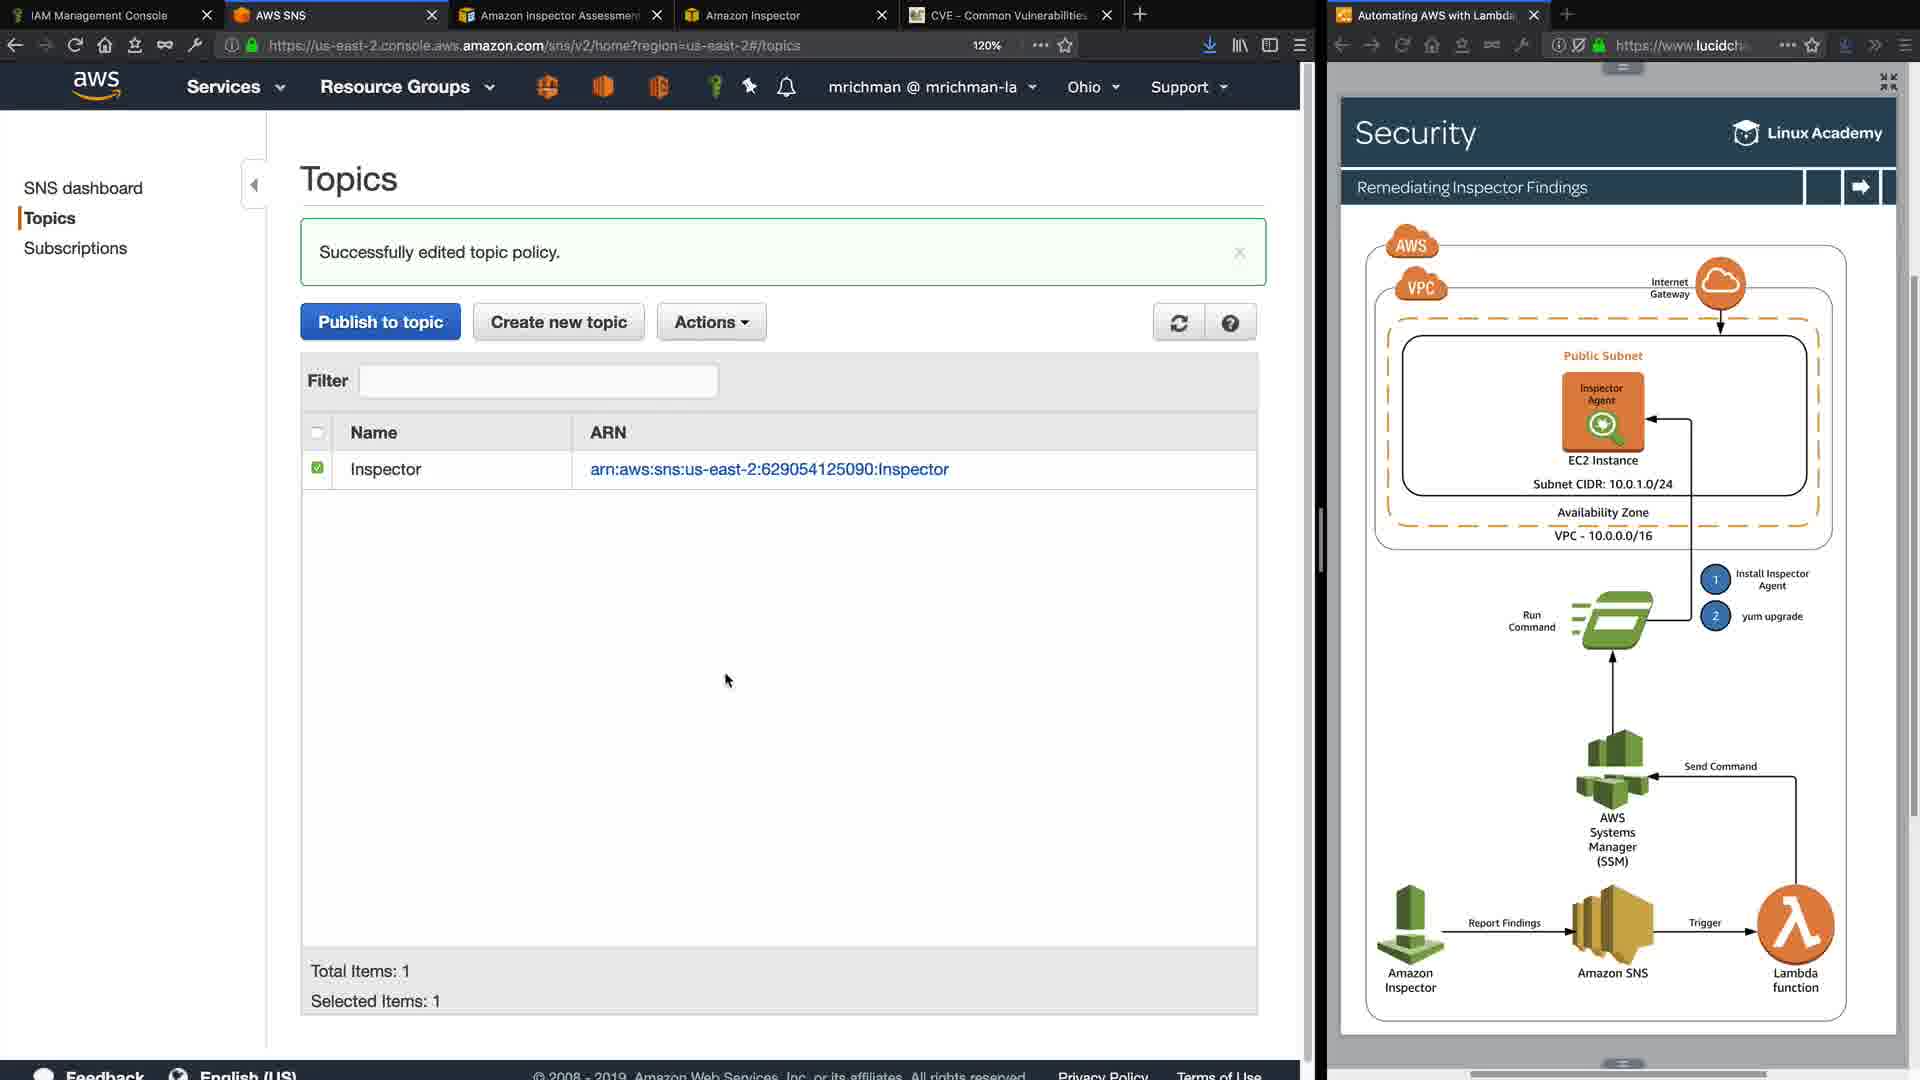 IAM Management Console
AWS SNS
Amazon Inspector Assessmen
Amazon Inspector
CVE - Common Vulnerabilities
Automating AWS with Lambda
https://us-east-2.console.aws.amazon.com/sns/v2/home?region=us-east-2#/topics
120%
https://www.lucidch
aws
Services
Resource Groups
mrichman @ mrichman-la
Ohio
Support
SNS dashboard
Topics
Subscriptions
Topics
Successfully edited topic policy.
Publish to topic
Create new topic
Actions
Filter
Name
ARN
Inspector
arn:aws:sns:us-east-2:629054125090:Inspector
Total Items: 1
Selected Items: 1
Feedback
English (US)
© 2008 - 2019, Amazon Web Services, Inc. or its affiliates. All rights reserved.
Privacy Policy
Terms of Use
Security
Linux Academy
Remediating Inspector Findings
AWS
VPC
Internet
Gateway
Public Subnet
Inspector
Agent
EC2 Instance
Subnet CIDR: 10.0.1.0/24
Availability Zone
VPC - 10.0.0.0/16
1
Install Inspector
Agent
2
yum upgrade
Run
Command
Send Command
AWS
Systems
Manager
(SSM)
Report Findings
Trigger
Amazon
Inspector
Amazon SNS
Lambda
function